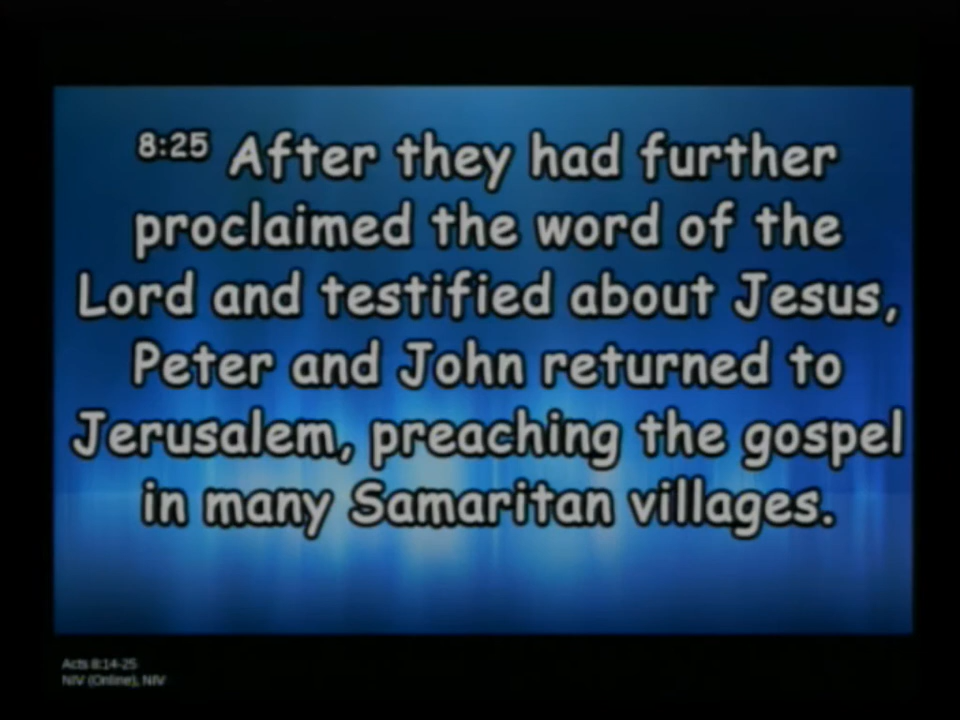 8:25 After they had further
proclaimed the word of the
Lord and testified about Jesus,
Peter and John returned to
Jerusalem, preaching the gospel
in many Samaritan villages.
Acts 8:14-25
NIV (Online), NIV